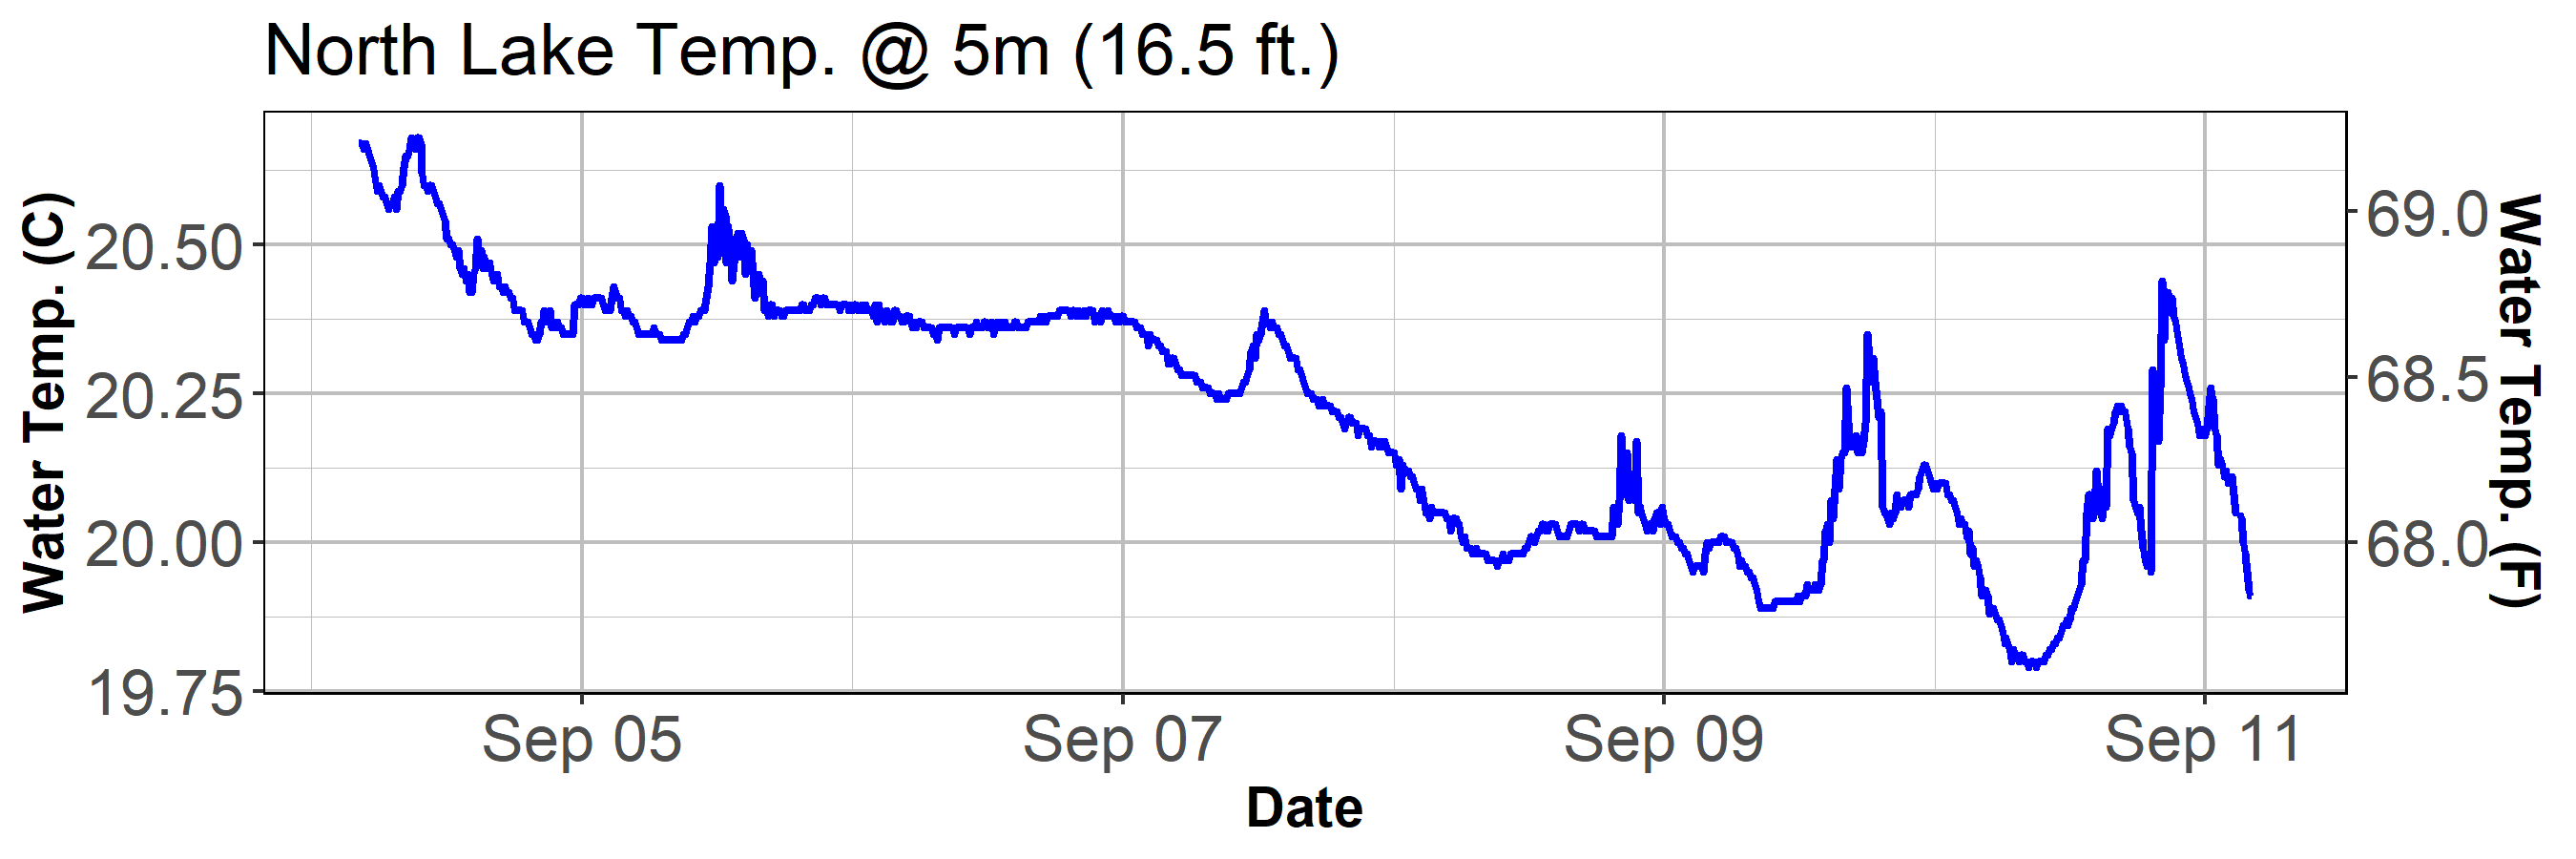 North Lake Temp. @ 5m (16.5 ft.)
Water Temp. (C)
20.50
20.25
20.00
19.75
69.0
68.5
68.0
Water Temp. (F)
Sep 05
Sep 07
Sep 09
Sep 11
Date